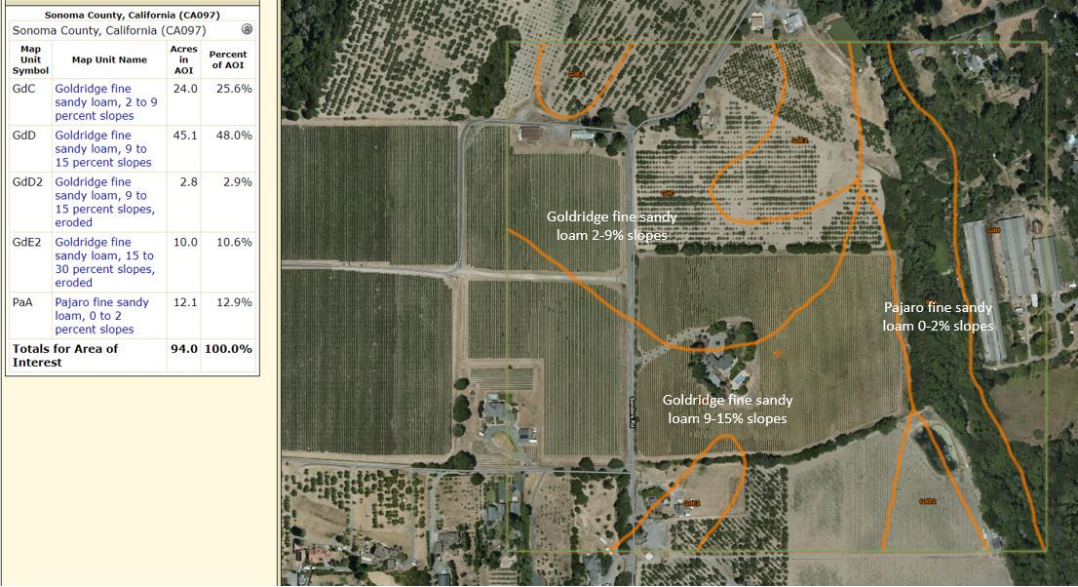 Sonoma County, California (CA097)
Sonoma County, California (CA097)
Map Unit Symbol Map Unit Name Acres in AOI Percent of AOI
GdC Goldridge fine sandy loam, 2 to 9 percent slopes 24.0 25.6%
GdD Goldridge fine sandy loam, 9 to 15 percent slopes 45.1 48.0%
GdD2 Goldridge fine sandy loam, 9 to 15 percent slopes, eroded 2.8 2.9%
GdE2 Goldridge fine sandy loam, 15 to 30 percent slopes, eroded 10.0 10.6%
PaA Pajaro fine sandy loam, 0 to 2 percent slopes 12.1 12.9%
Totals for Area of Interest 94.0 100.0%
Goldridge fine sandy
loam 2-9% slopes
Pajaro fine sandy
loam 0-2% slopes
Goldridge fine sandy
loam 9-15% slopes
GdE2
GdD2